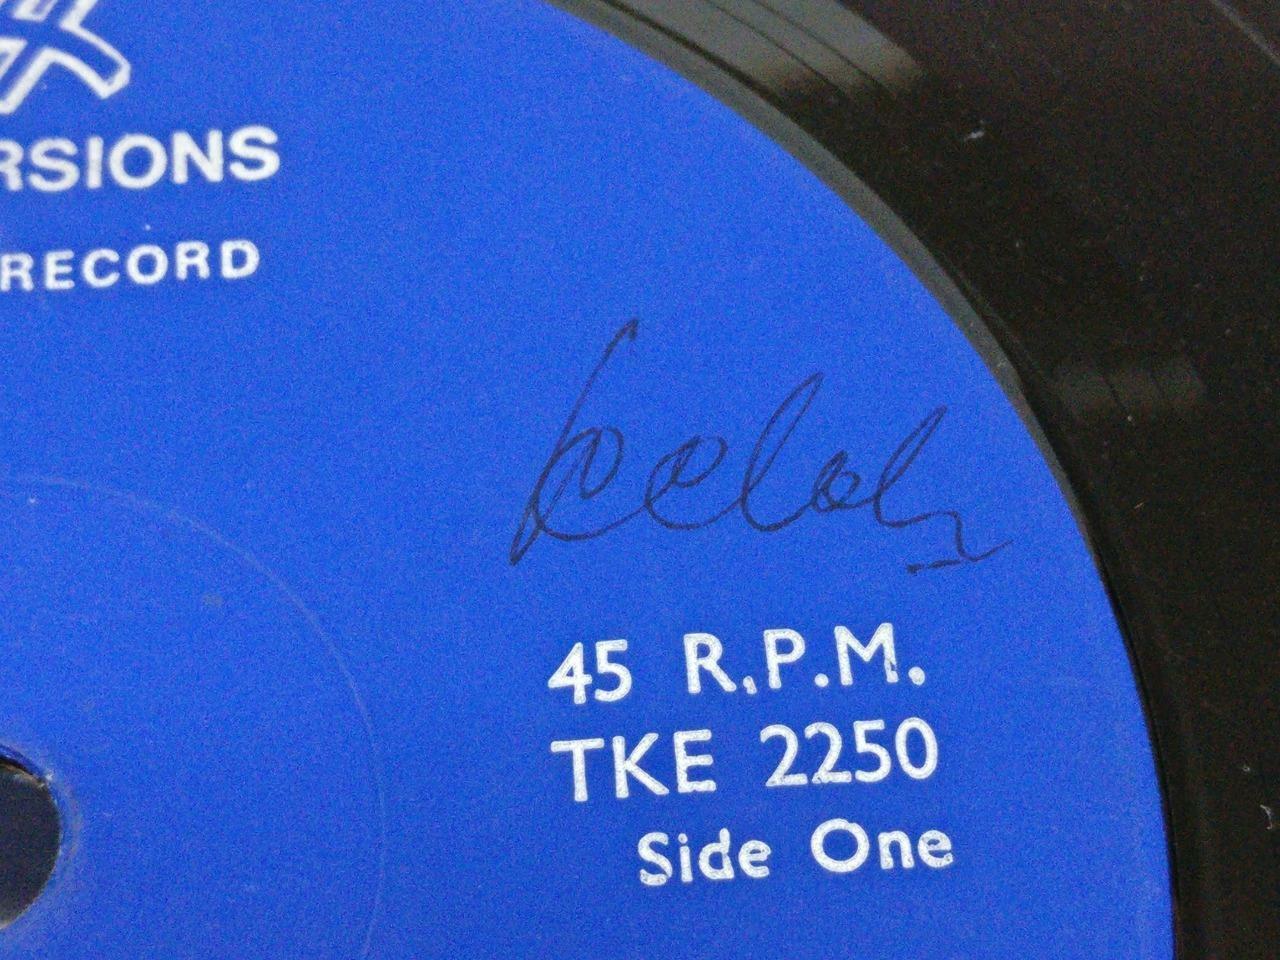 RSIONS
RECORD
45 R.P.M.
TKE 2250
Side One